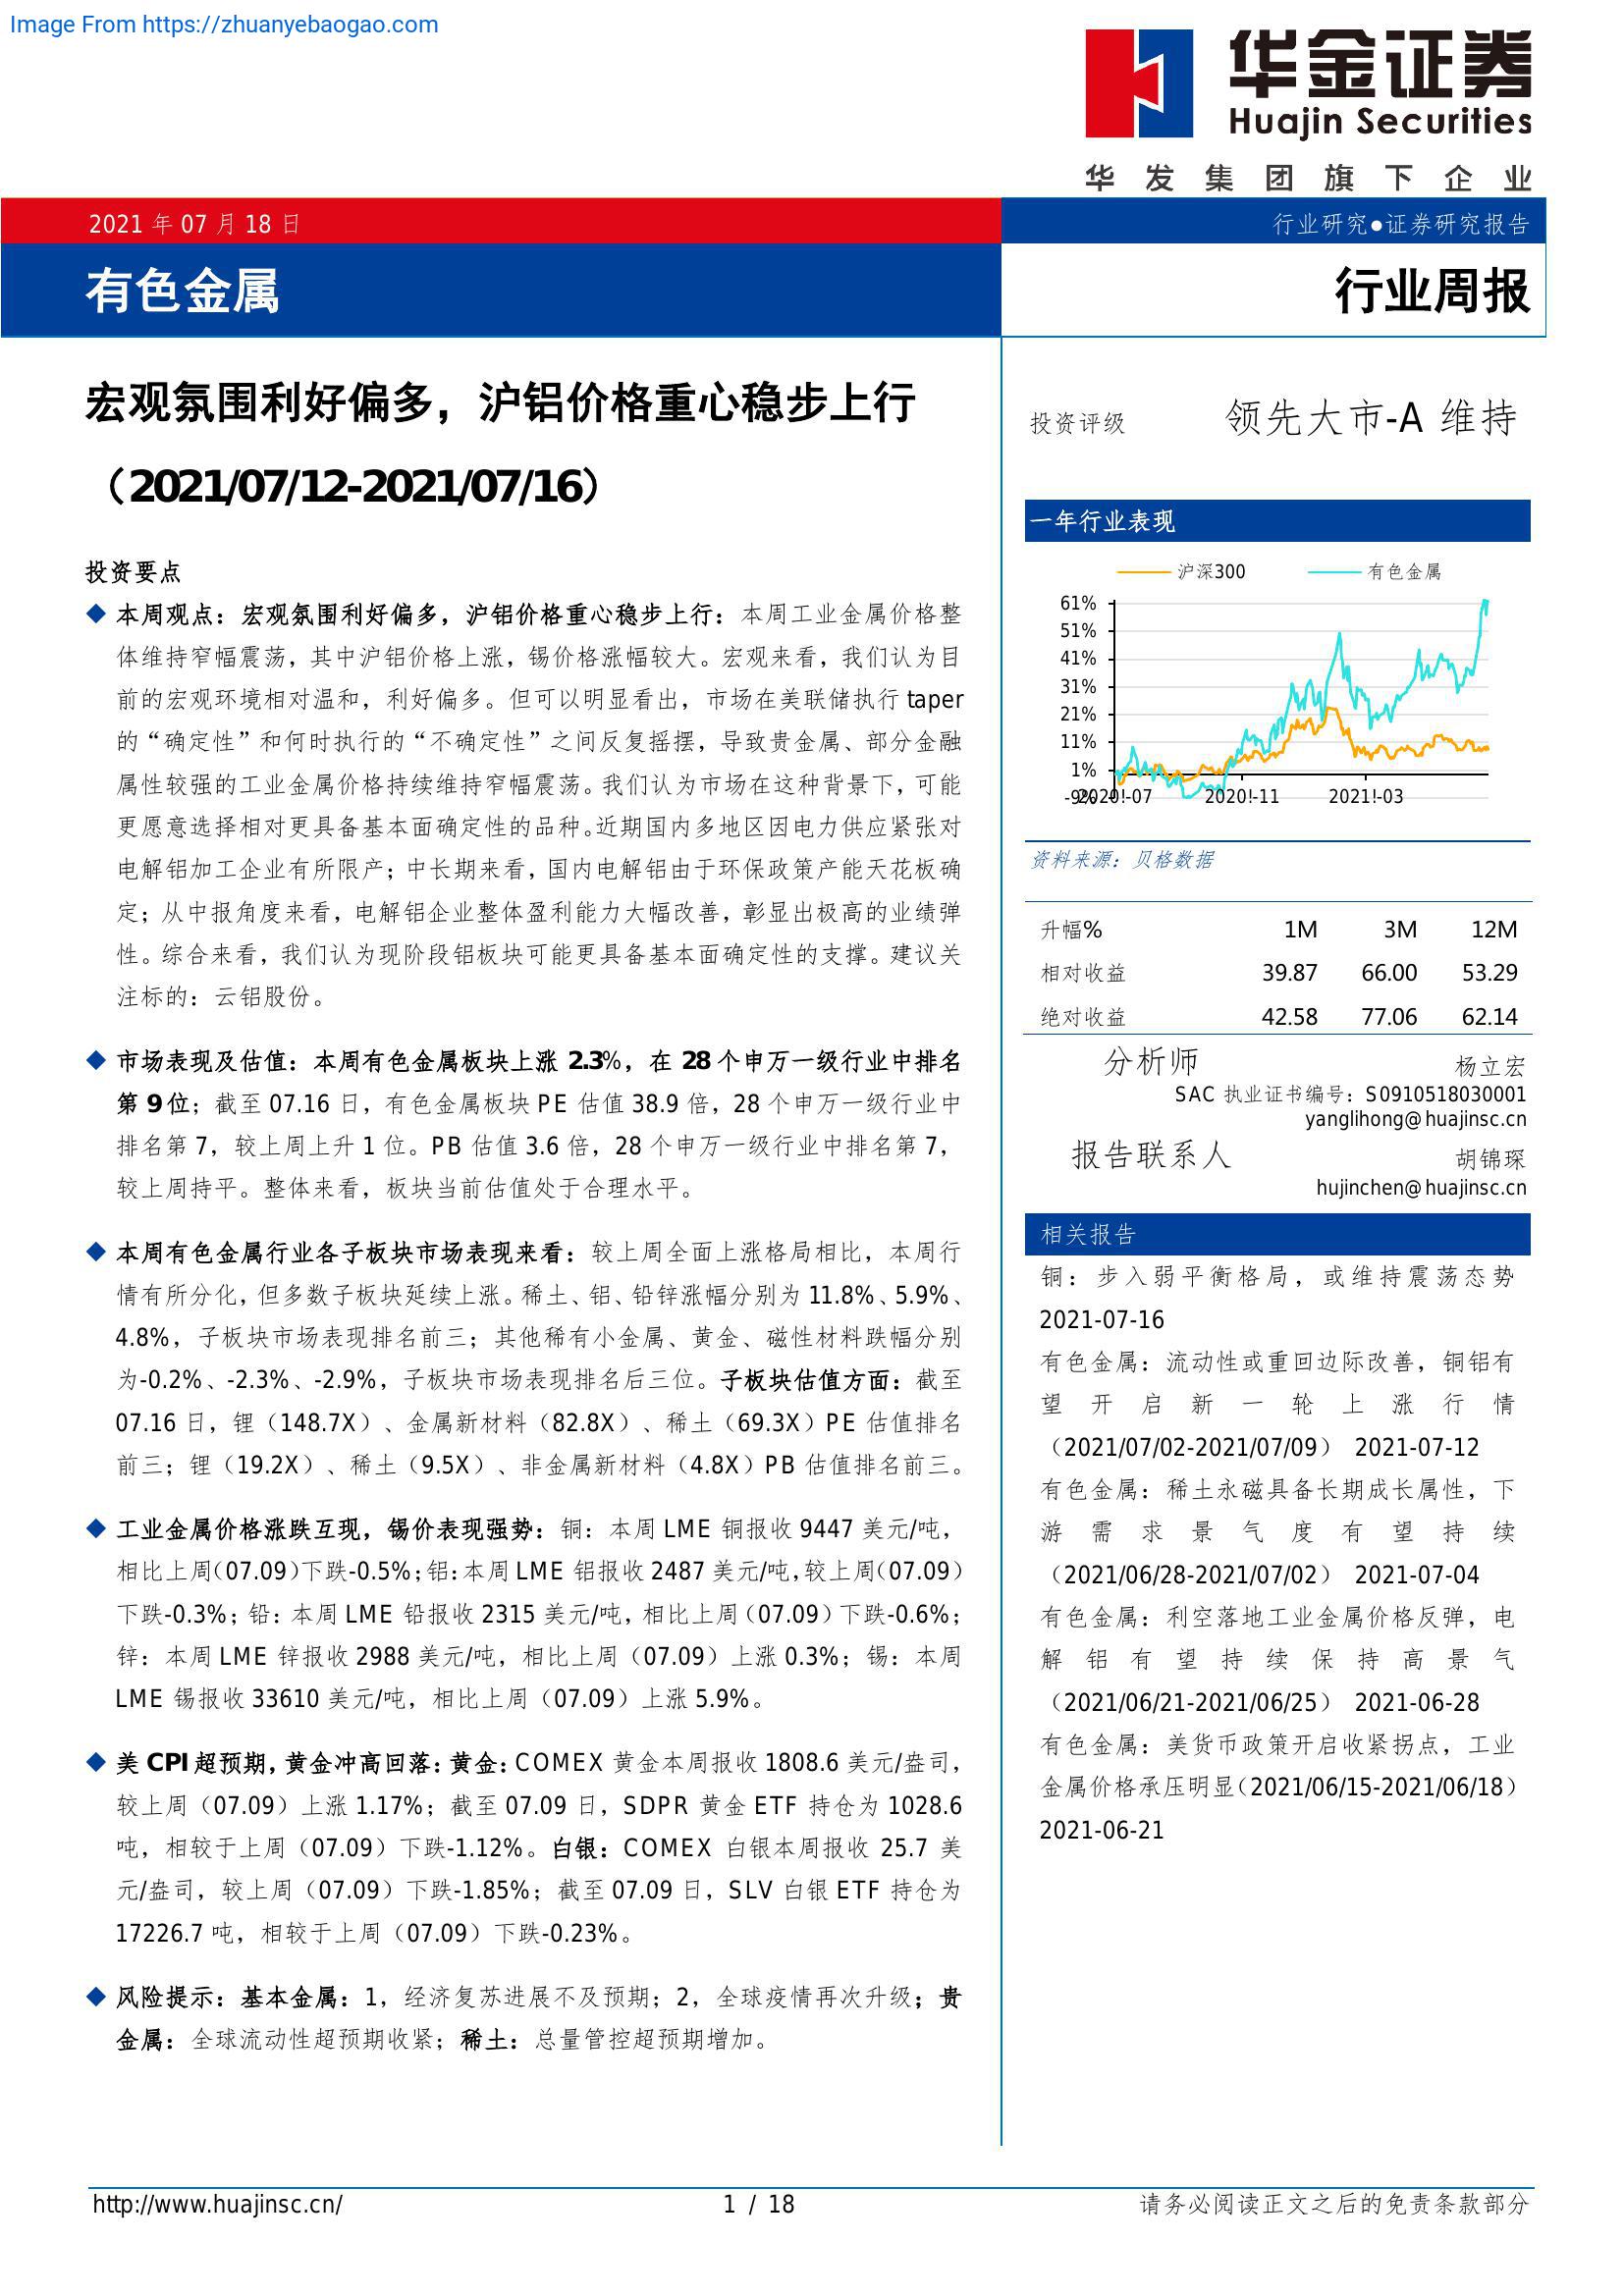 Image From https://zhuanyebaogao.com
华金证券
Huajin Securities
华发集团旗下企业
2021 年 07 月 18 日
行业研究●证券研究报告
有色金属
行业周报
宏观氛围利好偏多，沪铝价格重心稳步上行
（2021/07/12-2021/07/16）
投资要点
◆ 本周观点：宏观氛围利好偏多，沪铝价格重心稳步上行：本周工业金属价格整
体维持窄幅震荡，其中沪铝价格上涨，锡价格涨幅较大。宏观来看，我们认为目
前的宏观环境相对温和，利好偏多。但可以明显看出，市场在美联储执行 taper
的“确定性”和何时执行的“不确定性”之间反复摇摆，导致贵金属、部分金融
属性较强的工业金属价格持续维持窄幅震荡。我们认为市场在这种背景下，可能
更愿意选择相对更具备基本面确定性的品种。近期国内多地区因电力供应紧张对
电解铝加工企业有所限产；中长期来看，国内电解铝由于环保政策产能天花板确
定；从中报角度来看，电解铝企业整体盈利能力大幅改善，彰显出极高的业绩弹
性。综合来看，我们认为现阶段铝板块可能更具备基本面确定性的支撑。建议关
注标的：云铝股份。
◆ 市场表现及估值：本周有色金属板块上涨 2.3%，在 28 个申万一级行业中排名
第 9 位；截至 07.16 日，有色金属板块 PE 估值 38.9 倍，28 个申万一级行业中
排名第 7，较上周上升 1 位。PB 估值 3.6 倍，28 个申万一级行业中排名第 7，
较上周持平。整体来看，板块当前估值处于合理水平。
◆ 本周有色金属行业各子板块市场表现来看：较上周全面上涨格局相比，本周行
情有所分化，但多数子板块延续上涨。稀土、铝、铅锌涨幅分别为 11.8%、5.9%、
4.8%，子板块市场表现排名前三；其他稀有小金属、黄金、磁性材料跌幅分别
为-0.2%、-2.3%、-2.9%，子板块市场表现排名后三位。子板块估值方面：截至
07.16 日，锂（148.7X）、金属新材料（82.8X）、稀土（69.3X）PE 估值排名
前三；锂（19.2X）、稀土（9.5X）、非金属新材料（4.8X）PB 估值排名前三。
◆ 工业金属价格涨跌互现，锡价表现强势：铜：本周 LME 铜报收 9447 美元/吨，
相比上周（07.09）下跌-0.5%；铝：本周 LME 铝报收 2487 美元/吨，较上周（07.09）
下跌-0.3%；铅：本周 LME 铅报收 2315 美元/吨，相比上周（07.09）下跌-0.6%；
锌：本周 LME 锌报收 2988 美元/吨，相比上周（07.09）上涨 0.3%；锡：本周
LME 锡报收 33610 美元/吨，相比上周（07.09）上涨 5.9%。
◆ 美 CPI 超预期，黄金冲高回落：黄金：COMEX 黄金本周报收 1808.6 美元/盎司，
较上周（07.09）上涨 1.17%；截至 07.09 日，SDPR 黄金 ETF 持仓为 1028.6
吨，相较于上周（07.09）下跌-1.12%。白银：COMEX 白银本周报收 25.7 美
元/盎司，较上周（07.09）下跌-1.85%；截至 07.09 日，SLV 白银 ETF 持仓为
17226.7 吨，相较于上周（07.09）下跌-0.23%。
◆ 风险提示：基本金属：1，经济复苏进展不及预期；2，全球疫情再次升级；贵
金属：全球流动性超预期收紧；稀土：总量管控超预期增加。
投资评级 领先大市-A 维持
一年行业表现
沪深300 有色金属
61%
51%
41%
31%
21%
11%
1%
-9%
2020!-07 2020!-11 2021!-03
资料来源：贝格数据
升幅% 1M 3M 12M
相对收益 39.87 66.00 53.29
绝对收益 42.58 77.06 62.14
分析师 杨立宏
SAC 执业证书编号：S0910518030001
yanglihong@huajinsc.cn
报告联系人 胡锦琛
hujinchen@huajinsc.cn
相关报告
铜：步入弱平衡格局，或维持震荡态势
2021-07-16
有色金属：流动性或重回边际改善，铜铝有
望开启新一轮上涨行情
（2021/07/02-2021/07/09） 2021-07-12
有色金属：稀土永磁具备长期成长属性，下
游需求景气度有望持续
（2021/06/28-2021/07/02） 2021-07-04
有色金属：利空落地工业金属价格反弹，电
解铝有望持续保持高景气
（2021/06/21-2021/06/25） 2021-06-28
有色金属：美货币政策开启收紧拐点，工业
金属价格承压明显（2021/06/15-2021/06/18）
2021-06-21
http://www.huajinsc.cn/ 1 / 18 请务必阅读正文之后的免责条款部分